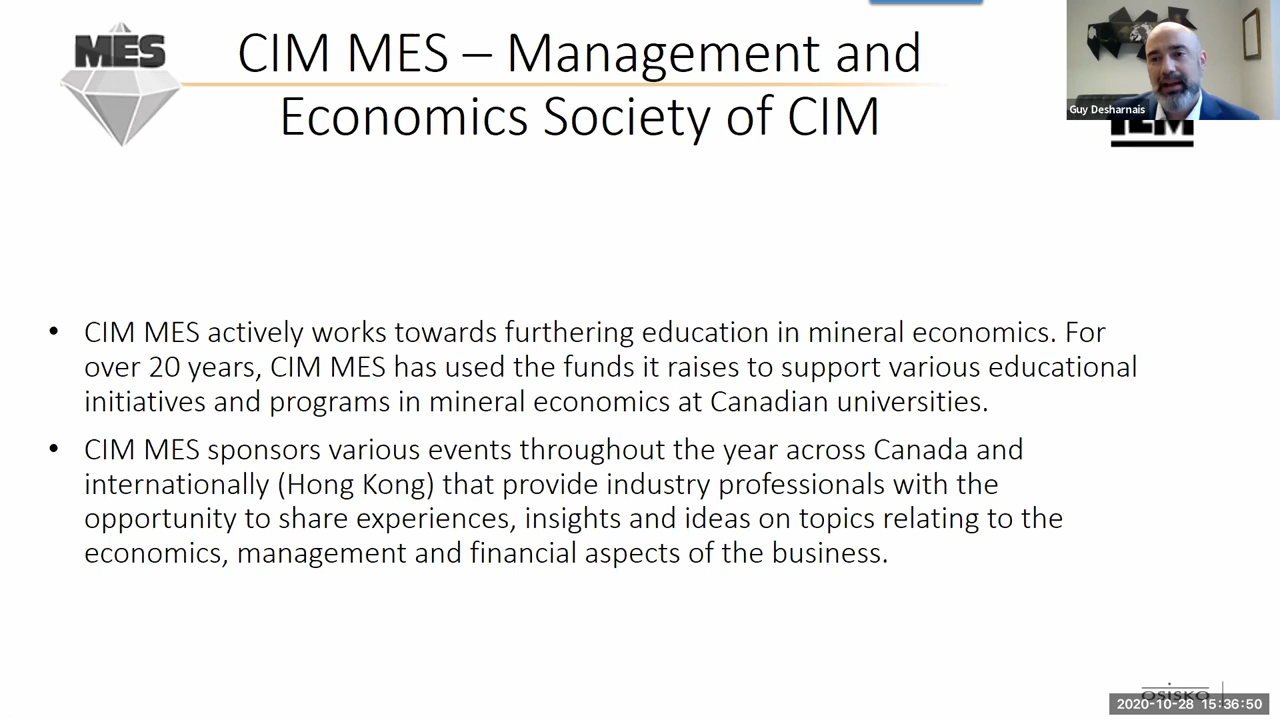 MES
CIM MES – Management and
Economics Society of CIM
Guy Desharnais
• CIM MES actively works towards furthering education in mineral economics. For
over 20 years, CIM MES has used the funds it raises to support various educational
initiatives and programs in mineral economics at Canadian universities.
• CIM MES sponsors various events throughout the year across Canada and
internationally (Hong Kong) that provide industry professionals with the
opportunity to share experiences, insights and ideas on topics relating to the
economics, management and financial aspects of the business.
OSISKO
2020-10-28 15:36:50